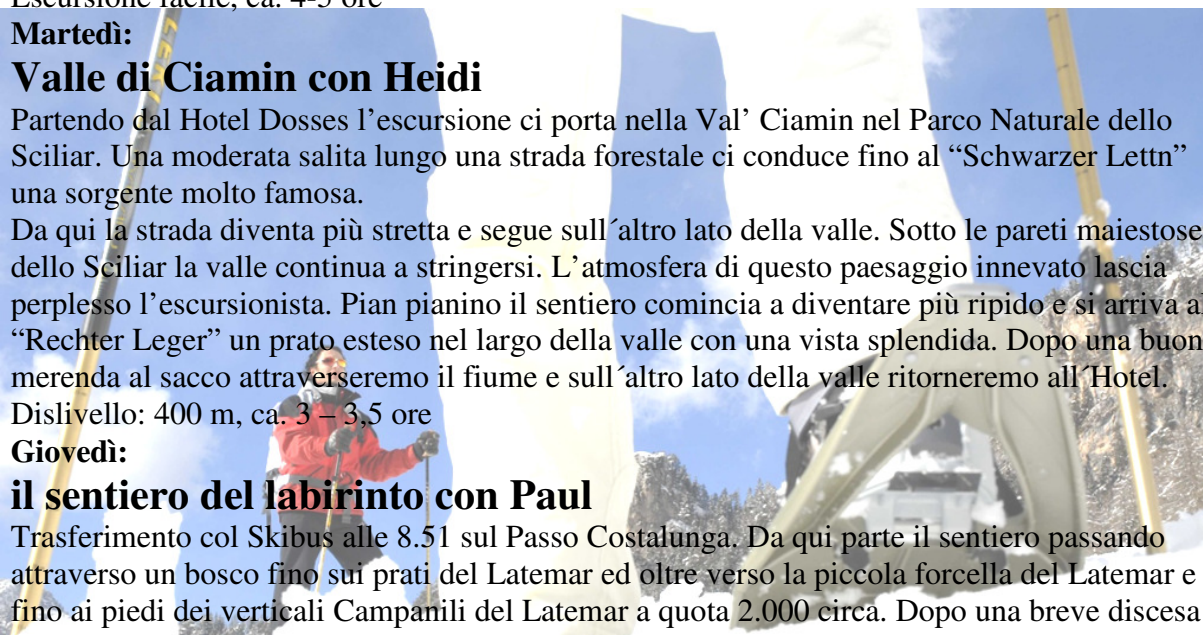 Escursione facile, ca. 4-5 ore
Martedì:
Valle di Ciamin con Heidi
Partendo dal Hotel Dosses l’escursione ci porta nella Val’ Ciamin nel Parco Naturale dello
Sciliar. Una moderata salita lungo una strada forestale ci conduce fino al “Schwarzer Lettn”
una sorgente molto famosa.
Da qui la strada diventa più stretta e segue sull´altro lato della valle. Sotto le pareti maiestose
dello Sciliar la valle continua a stringersi. L’atmosfera di questo paesaggio innevato lascia
perplesso l’escursionista. Pian pianino il sentiero comincia a diventare più ripido e si arriva
“Rechter Leger” un prato esteso nel largo della valle con una vista splendida. Dopo una buon
merenda al sacco attraverseremo il fiume e sull´altro lato della valle ritorneremo all´Hotel.
Dislivello: 400 m, ca. 3 – 3,5 ore
Giovedì:
il sentiero del labirinto con Paul
Trasferimento col Skibus alle 8.51 sul Passo Costalunga. Da qui parte il sentiero passando
attraverso un bosco fino sui prati del Latemar ed oltre verso la piccola forcella del Latemar e
fino ai piedi dei verticali Campanili del Latemar a quota 2.000 circa. Dopo una breve discesa